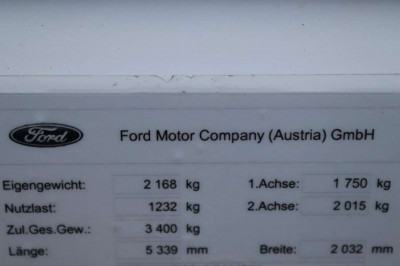 Ford Ford Motor Company (Austria) GmbH
Eigengewicht: 2 168 kg 1.Achse: 1 750 kg
Nutzlast: 1232 kg 2.Achse: 2 015 kg
Zul.Ges.Gew.: 3 400 kg
Länge: 5 339 mm Breite: 2 032 mm